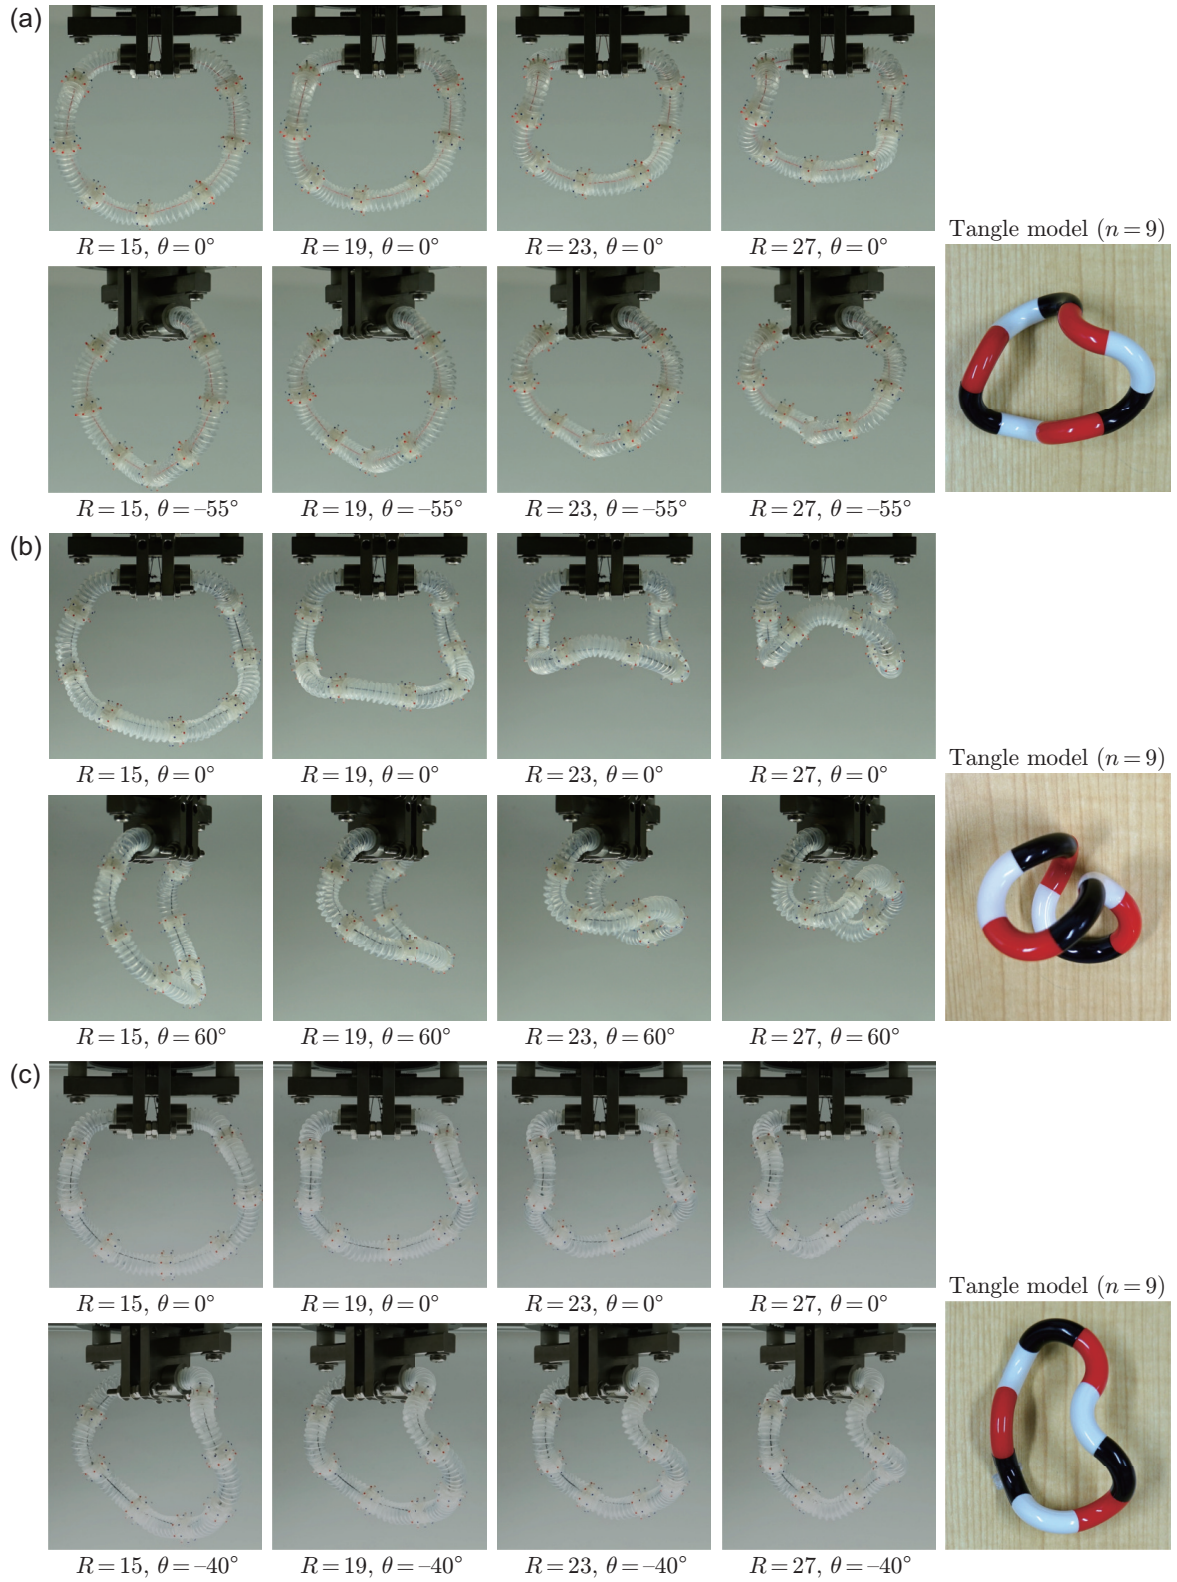 (a)
R=15, θ=0°
R=19, θ=0°
R=23, θ=0°
R=27, θ=0°
Tangle model (n=9)
R=15, θ=–55°
R=19, θ=–55°
R=23, θ=–55°
R=27, θ=–55°
(b)
R=15, θ=0°
R=19, θ=0°
R=23, θ=0°
R=27, θ=0°
Tangle model (n=9)
R=15, θ=60°
R=19, θ=60°
R=23, θ=60°
R=27, θ=60°
(c)
R=15, θ=0°
R=19, θ=0°
R=23, θ=0°
R=27, θ=0°
Tangle model (n=9)
R=15, θ=–40°
R=19, θ=–40°
R=23, θ=–40°
R=27, θ=–40°